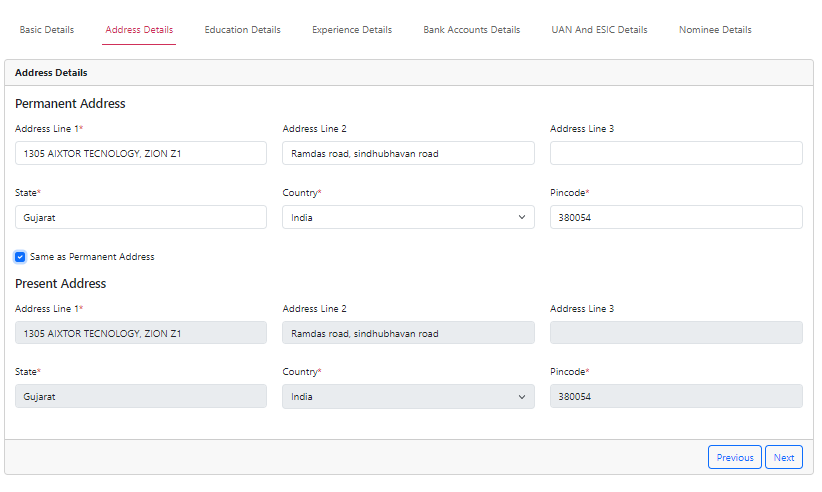 Basic Details Address Details Education Details Experience Details Bank Accounts Details UAN And ESIC Details Nominee Details
Address Details
Permanent Address
Address Line 1* Address Line 2 Address Line 3
1305 AIXTOR TECNOLOGY, ZION Z1 Ramdas road, sindhubhavan road
State* Country* Pincode*
Gujarat India 380054
Same as Permanent Address
Present Address
Address Line 1* Address Line 2 Address Line 3
1305 AIXTOR TECNOLOGY, ZION Z1 Ramdas road, sindhubhavan road
State* Country* Pincode*
Gujarat India 380054
Previous Next